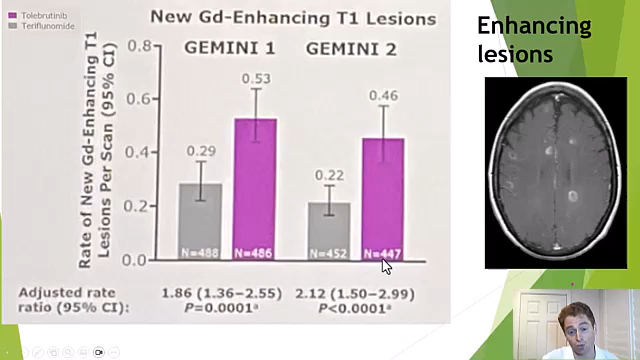 Tolebrutinib
Teriflunomide
New Gd-Enhancing T1 Lesions
GEMINI 1
GEMINI 2
Rate of New Gd-Enhancing T1
Lesions Per Scan (95% CI)
0.8
0.6
0.4
0.2
0.0
0.29
0.53
0.22
0.46
N=488
N=486
N=452
N=447
Adjusted rate
ratio (95% CI):
1.86 (1.36–2.55)
P=0.0001ᵃ
2.12 (1.50–2.99)
P<0.0001ᵃ
Enhancing
lesions